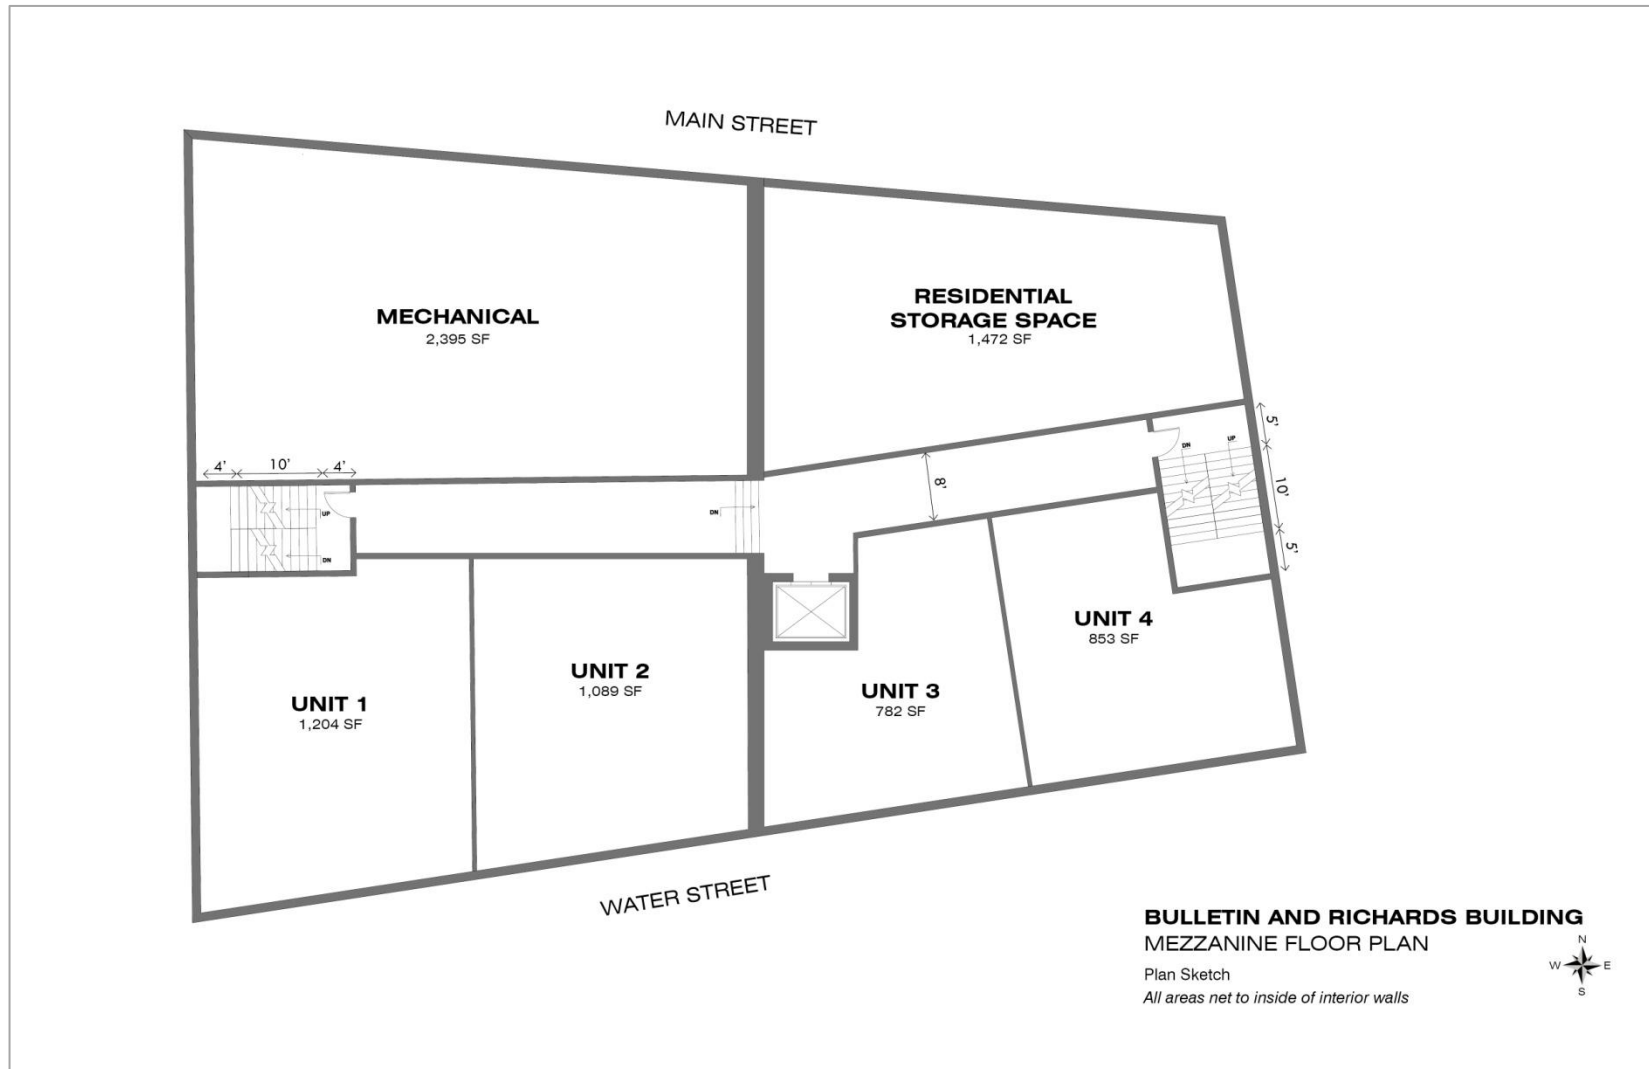 MAIN STREET
MECHANICAL
2,395 SF
RESIDENTIAL
STORAGE SPACE
1,472 SF
4'
10'
4'
UP
DN
DN
8'
DN
UP
5'
10'
5'
UNIT 1
1,204 SF
UNIT 2
1,089 SF
UNIT 3
782 SF
UNIT 4
853 SF
WATER STREET
BULLETIN AND RICHARDS BUILDING
MEZZANINE FLOOR PLAN
Plan Sketch
All areas net to inside of interior walls
N
W
E
S